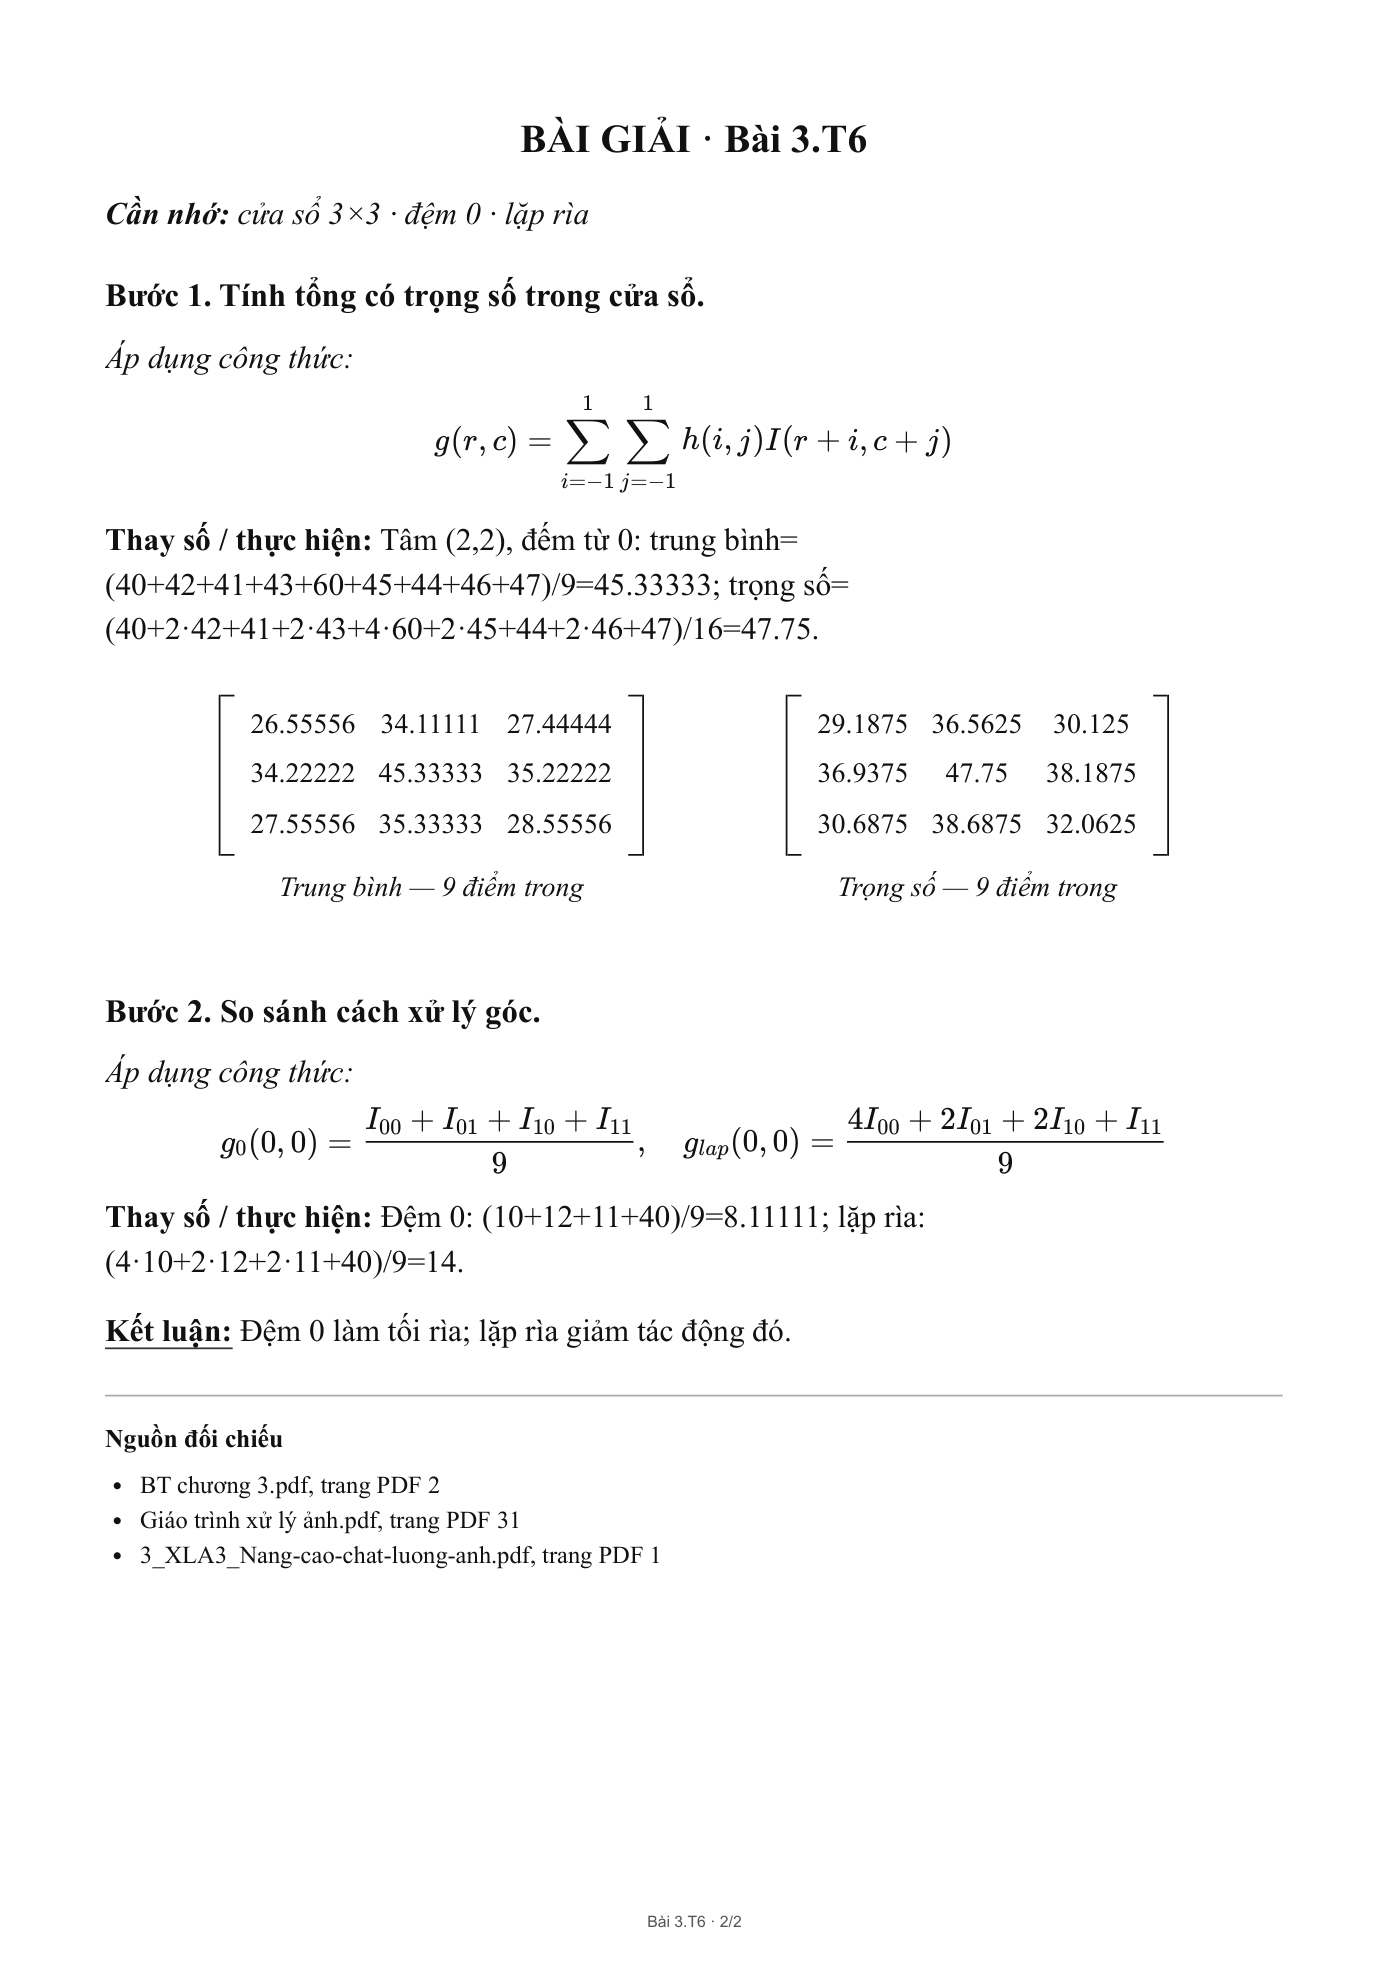 BÀI GIẢI · Bài 3.T6
Cần nhớ: cửa sổ 3×3 · đệm 0 · lặp rìa
Bước 1. Tính tổng có trọng số trong cửa sổ.
Áp dụng công thức:
g(r, c) = ∑_{i=−1}^{1} ∑_{j=−1}^{1} h(i, j)I(r + i, c + j)
Thay số / thực hiện: Tâm (2,2), đếm từ 0: trung bình=
(40+42+41+43+60+45+44+46+47)/9=45.33333; trọng số=
(40+2·42+41+2·43+4·60+2·45+44+2·46+47)/16=47.75.
26.55556 34.11111 27.44444
34.22222 45.33333 35.22222
27.55556 35.33333 28.55556
Trung bình — 9 điểm trong
29.1875 36.5625 30.125
36.9375 47.75 38.1875
30.6875 38.6875 32.0625
Trọng số — 9 điểm trong
Bước 2. So sánh cách xử lý góc.
Áp dụng công thức:
g₀(0, 0) = (I₀₀ + I₀₁ + I₁₀ + I₁₁)/9, g_{lap}(0, 0) = (4I₀₀ + 2I₀₁ + 2I₁₀ + I₁₁)/9
Thay số / thực hiện: Đệm 0: (10+12+11+40)/9=8.11111; lặp rìa:
(4·10+2·12+2·11+40)/9=14.
Kết luận: Đệm 0 làm tối rìa; lặp rìa giảm tác động đó.
Nguồn đối chiếu
• BT chương 3.pdf, trang PDF 2
• Giáo trình xử lý ảnh.pdf, trang PDF 31
• 3_XLA3_Nang-cao-chat-luong-anh.pdf, trang PDF 1
Bài 3.T6 · 2/2